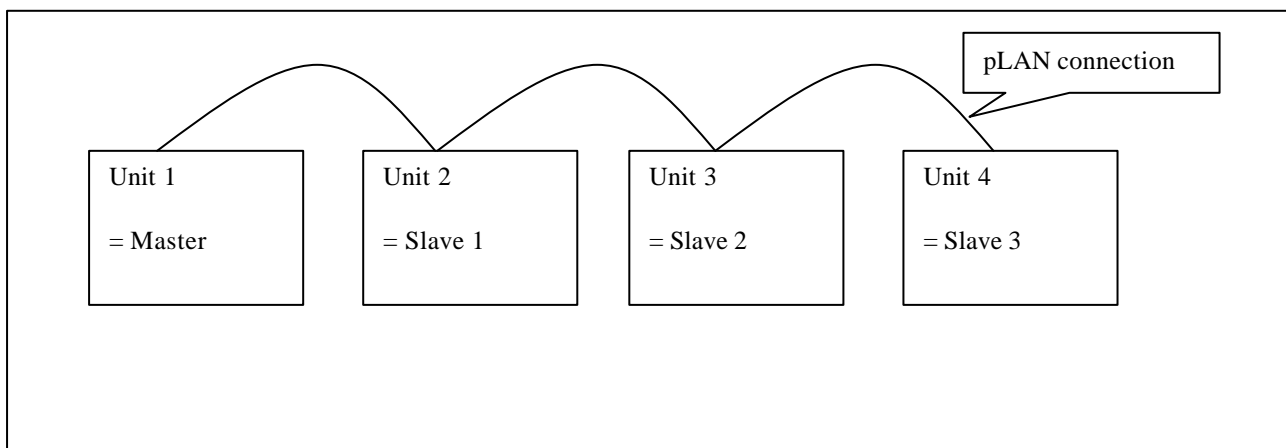 pLAN connection
Unit 1
= Master
Unit 2
= Slave 1
Unit 3
= Slave 2
Unit 4
= Slave 3